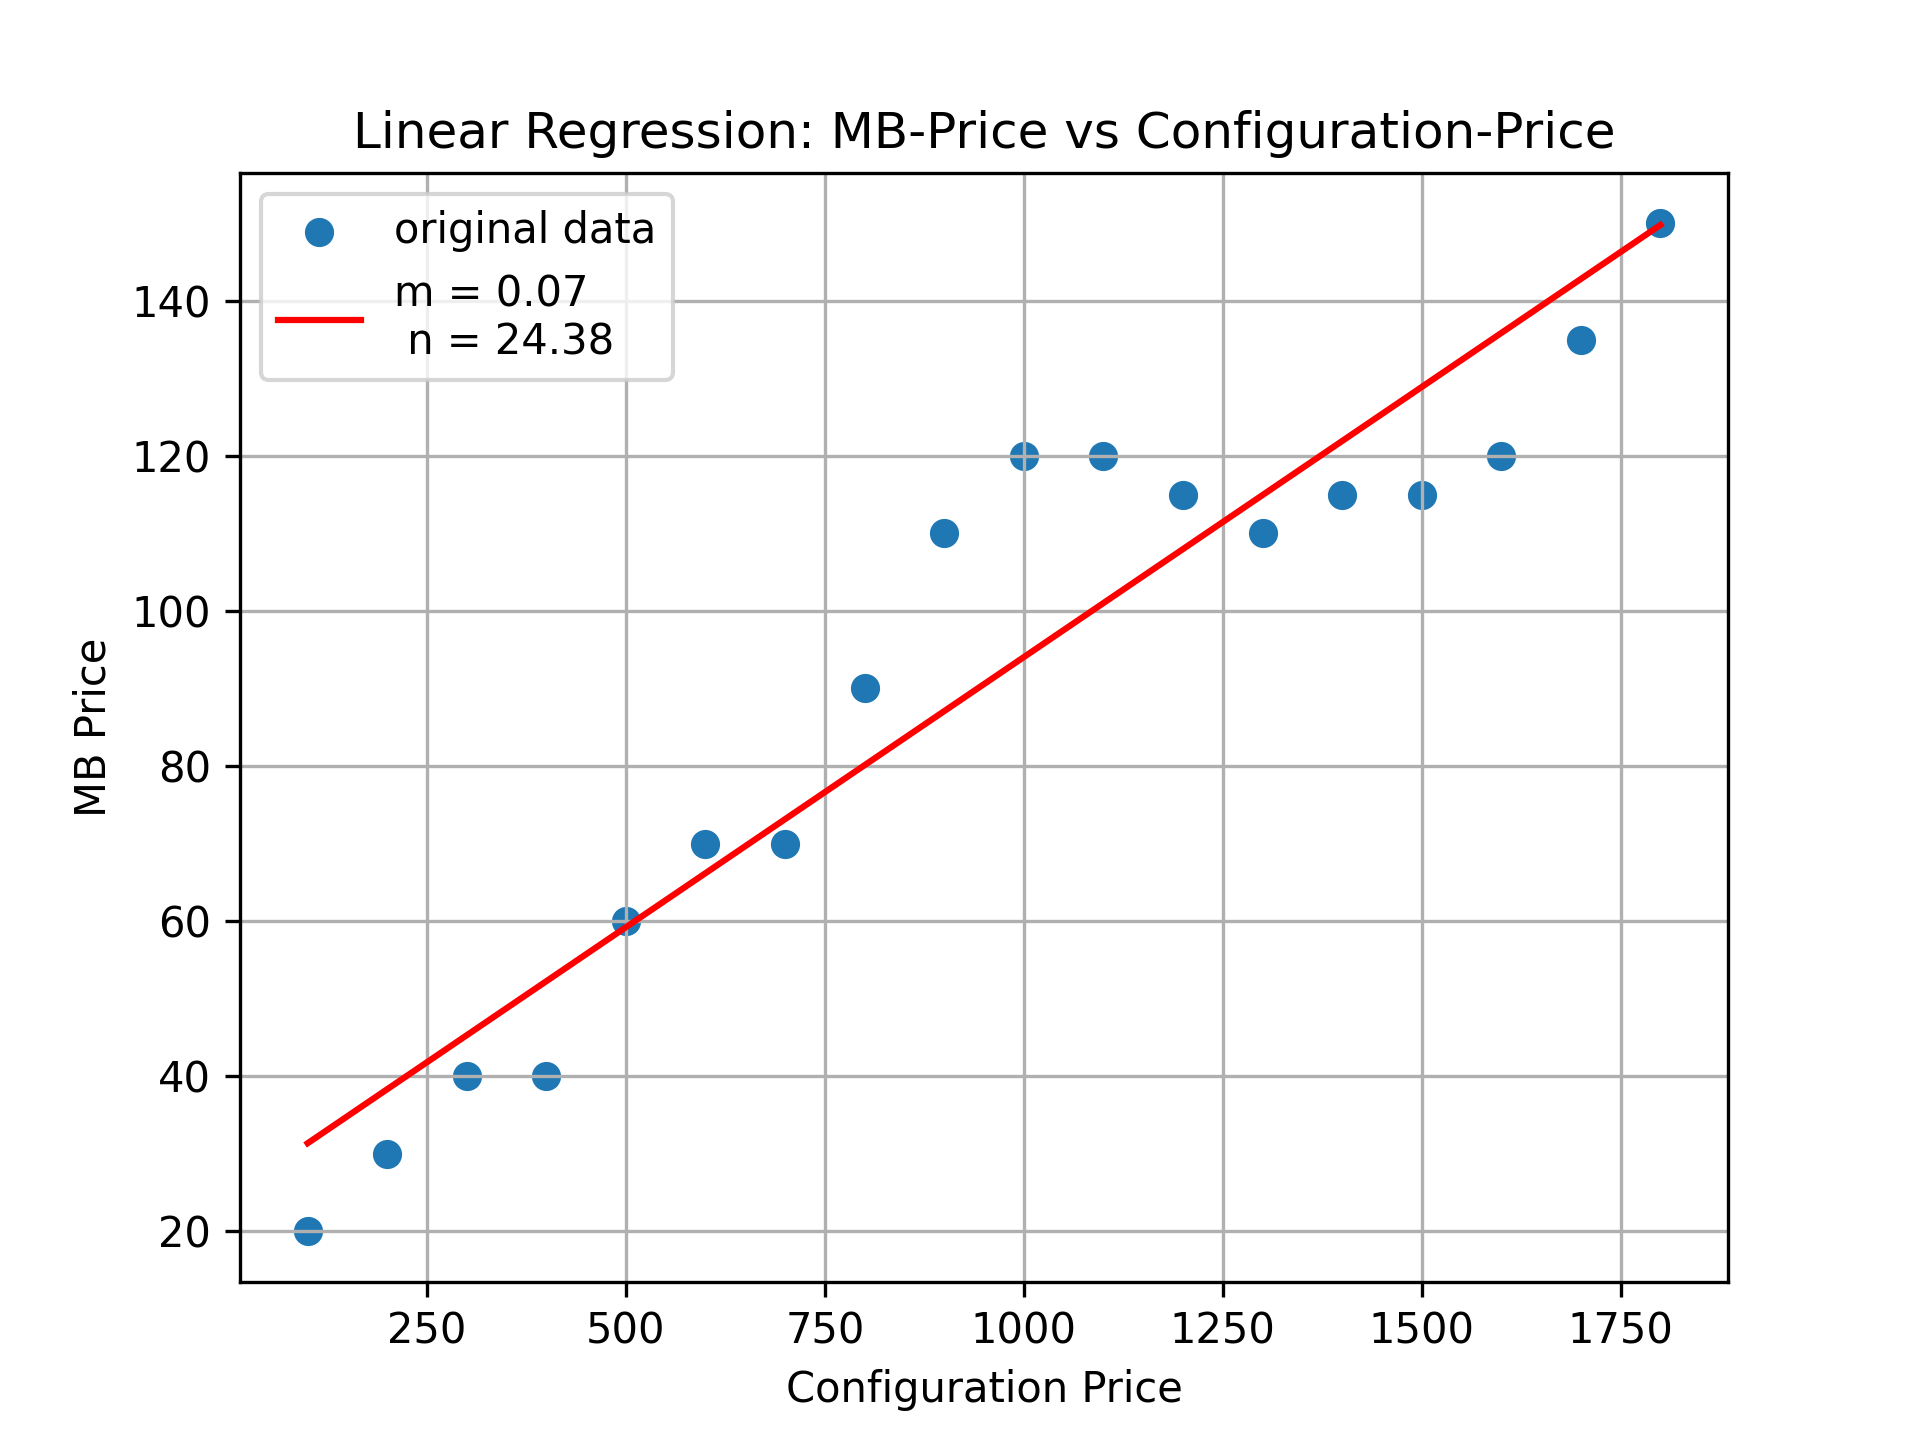 Linear Regression: MB-Price vs Configuration-Price
original data
m = 0.07
n = 24.38
140
120
100
80
60
40
20
MB Price
250 500 750 1000 1250 1500 1750
Configuration Price